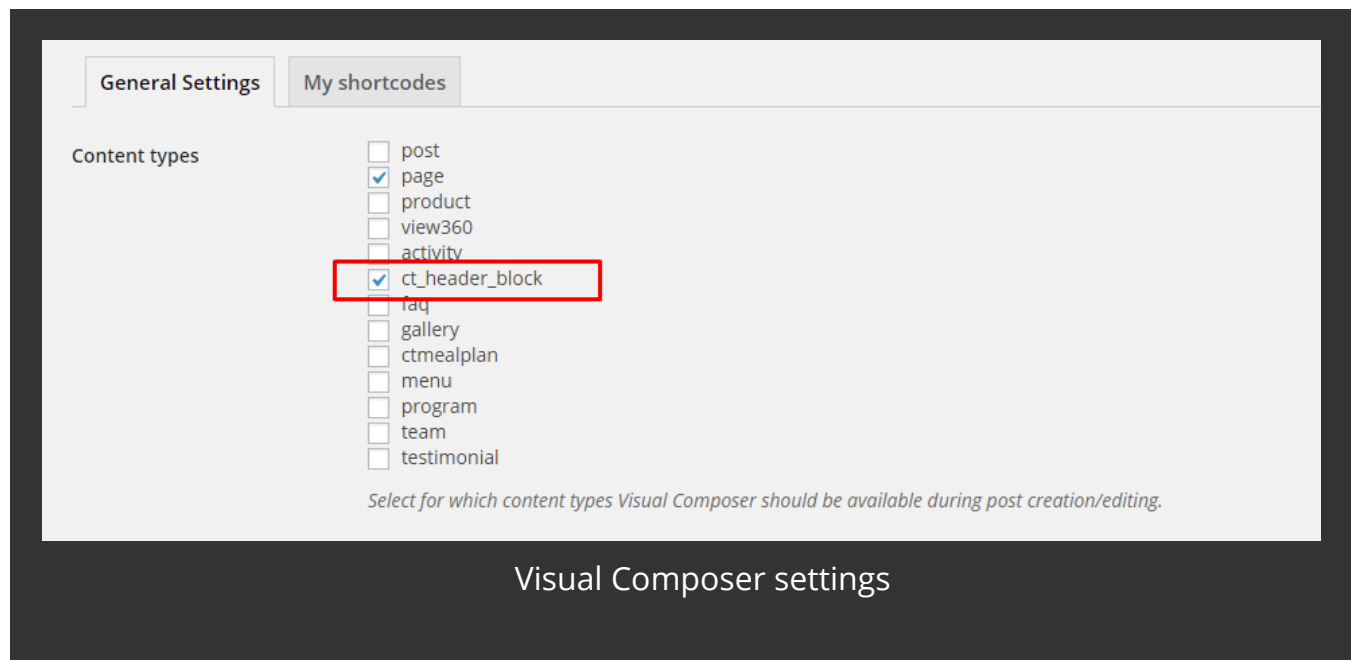 General Settings
My shortcodes
Content types
post
page
product
view360
activity
ct_header_block
faq
gallery
ctmealplan
menu
program
team
testimonial
Select for which content types Visual Composer should be available during post creation/editing.
Visual Composer settings